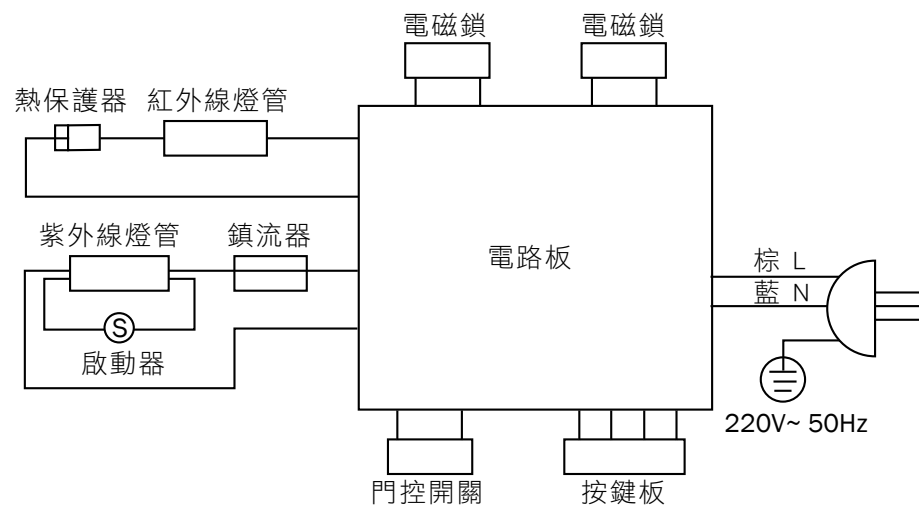 電磁鎖
電磁鎖
熱保護器
紅外線燈管
紫外線燈管
鎮流器
電路板
棕 L
藍 N
S
啟動器
220V~ 50Hz
門控開關
按鍵板